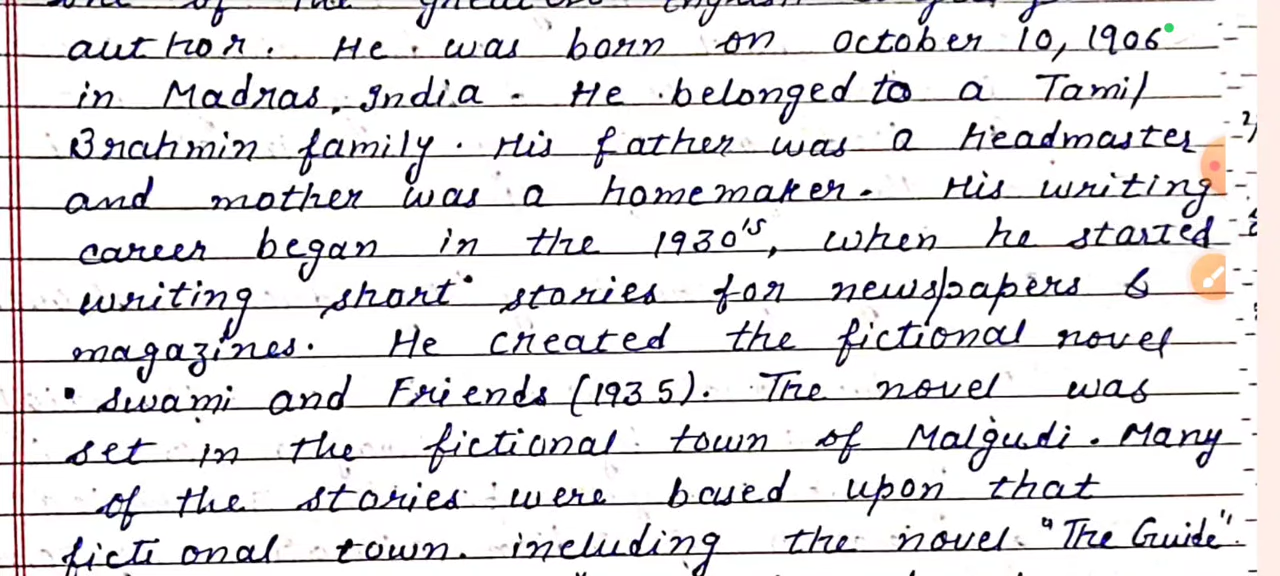 author. He was born on October 10, 1906
in Madras, India. He belonged to a Tamil
Brahmin family. His father was a headmaster
and mother was a homemaker. His writing
career began in the 1930's, when he started
writing short stories for newspapers &
magazines. He created the fictional novel
Swami and Friends (1935). The novel was
set in the fictional town of Malgudi. Many
of the stories were based upon that
fictional town. including the novel "The Guide".